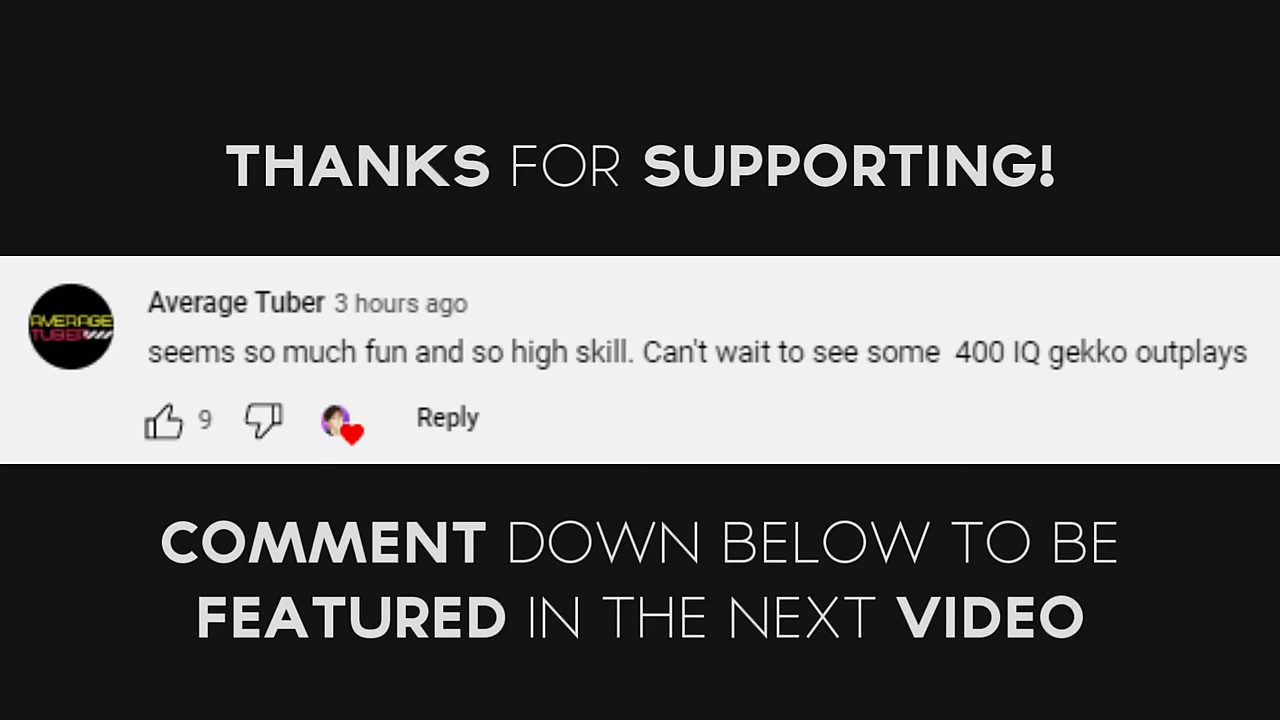 THANKS FOR SUPPORTING!
AVERAGE
TUBER
Average Tuber 3 hours ago
seems so much fun and so high skill. Can't wait to see some  400 IQ gekko outplays
9
Reply
COMMENT DOWN BELOW TO BE
FEATURED IN THE NEXT VIDEO